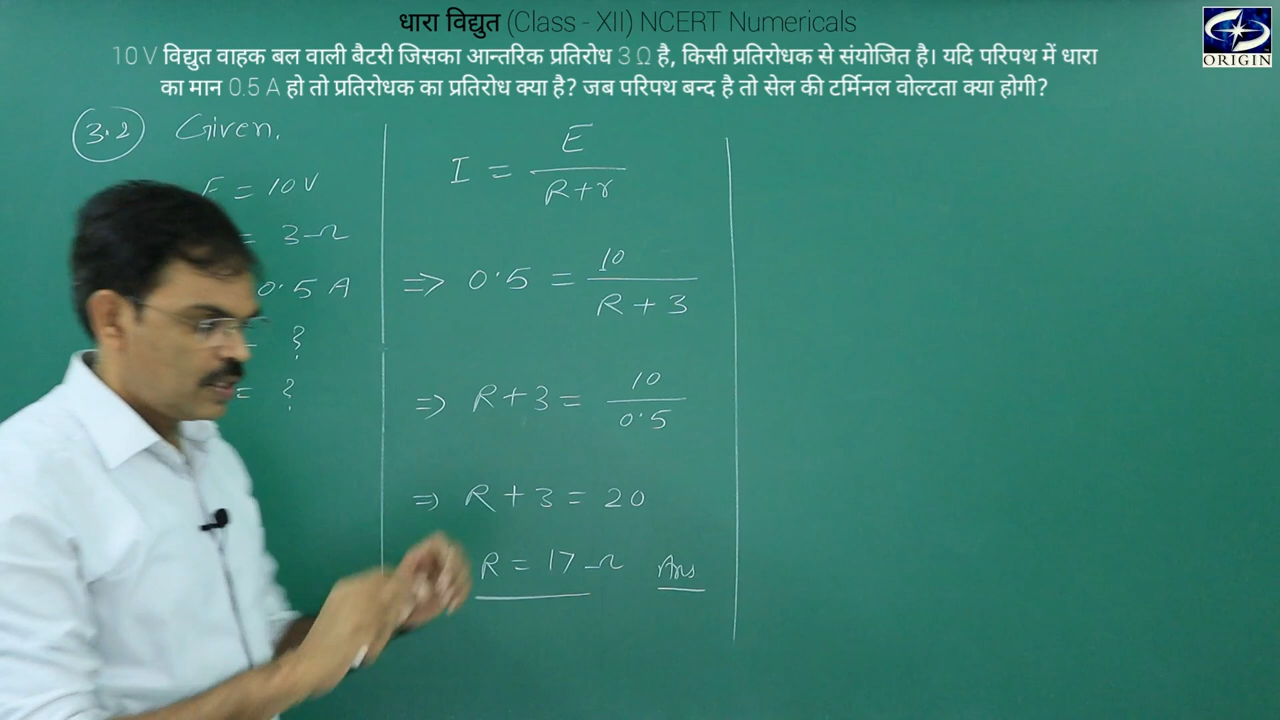 धारा विद्युत (Class - XII) NCERT Numericals
10 V विद्युत वाहक बल वाली बैटरी जिसका आन्तरिक प्रतिरोध 3 Ω है, किसी प्रतिरोधक से संयोजित है। यदि परिपथ में धारा
का मान 0.5 A हो तो प्रतिरोधक का प्रतिरोध क्या है? जब परिपथ बन्द है तो सेल की टर्मिनल वोल्टता क्या होगी?
ORIGIN
3.2 Given.
E = 10 V
= 3 Ω
0.5 A
= ?
= ?
I = E / R+r
=> 0.5 = 10 / R + 3
=> R + 3 = 10 / 0.5
=> R + 3 = 20
R = 17 Ω Ans